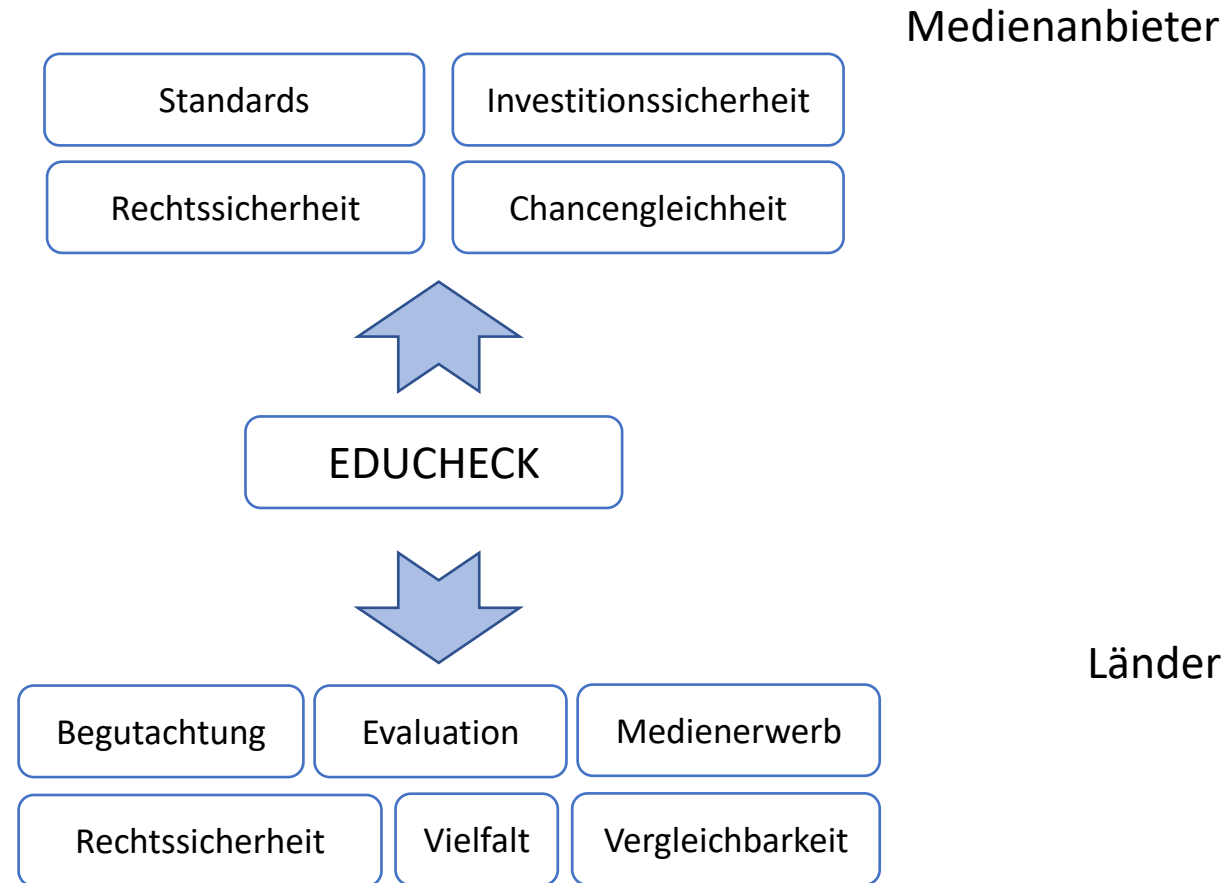 Medienanbieter
Standards
Investitionssicherheit
Rechtssicherheit
Chancengleichheit
EDUCHECK
Länder
Begutachtung
Evaluation
Medienerwerb
Rechtssicherheit
Vielfalt
Vergleichbarkeit